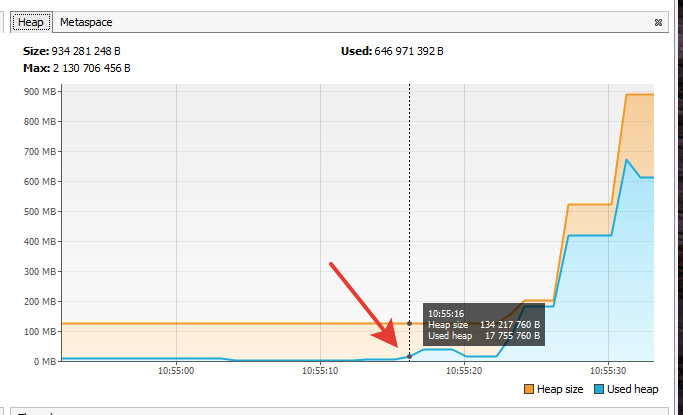 Heap Metaspace
Size: 934 281 248 B Used: 646 971 392 B
Max: 2 130 706 456 B
900 MB
800 MB
700 MB
600 MB
500 MB
400 MB
300 MB
200 MB
100 MB
0 MB
10:55:16
Heap size 134 217 760 B
Used heap 17 755 760 B
10:55:00 10:55:10 10:55:20 10:55:30
Heap size Used heap